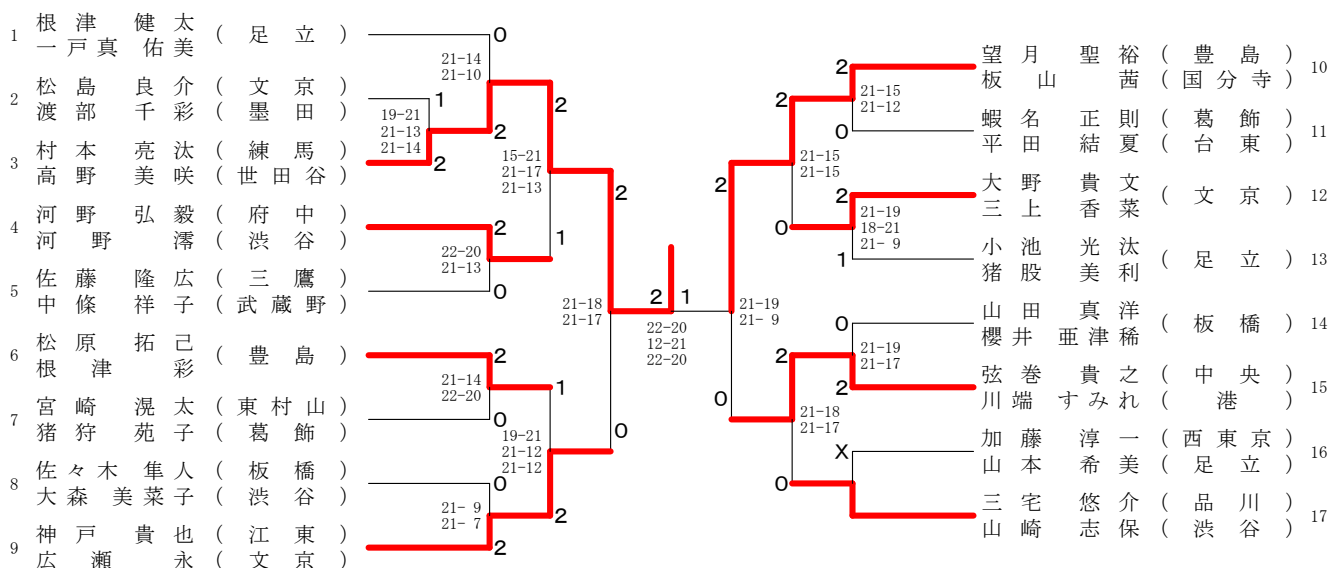 1 根津 健太 ( 足立 )
一戸真 佑美
0
21-14
21-10
2 松島 良介 ( 文京 )
渡部 千彩 ( 墨田 )
1
19-21
21-13
21-14
2
2
3 村本 亮汰 ( 練馬 )
高野 美咲 ( 世田谷 )
2
15-21
21-17
21-13
2
4 河野 弘毅 ( 府中 )
河野 澪 ( 渋谷 )
2
22-20
21-13
1
5 佐藤 隆広 ( 三鷹 )
中條 祥子 ( 武蔵野 )
0
21-18
21-17
2
6 松原 拓己 ( 豊島 )
根津 彩
2
21-14
22-20
1
7 宮崎 滉太 ( 東村山 )
猪狩 苑子 ( 葛飾 )
0
19-21
21-12
21-12
0
8 佐々木 隼人 ( 板橋 )
大森 美菜子 ( 渋谷 )
0
21- 9
21- 7
2
9 神戸 貴也 ( 江東 )
広瀬 永 ( 文京 )
2
2 1
22-20
12-21
22-20
望月 聖裕 ( 豊島 ) 10
板山 茜 ( 国分寺 )
2
21-15
21-12
2
蝦名 正則 ( 葛飾 ) 11
平田 結夏 ( 台東 )
0
2
21-15
21-15
大野 貴文 ( 文京 ) 12
三上 香菜
2
21-19
18-21
21- 9
0
小池 光汰 ( 足立 ) 13
猪股 美利
1
21-19
21- 9
山田 真洋 ( 板橋 ) 14
櫻井 亜津稀
0
21-19
21-17
2
弦巻 貴之 ( 中央 ) 15
川端 すみれ ( 港 )
2
0
21-18
21-17
加藤 淳一 ( 西東京 ) 16
山本 希美 ( 足立 )
X
0
三宅 悠介 ( 品川 ) 17
山崎 志保 ( 渋谷 )